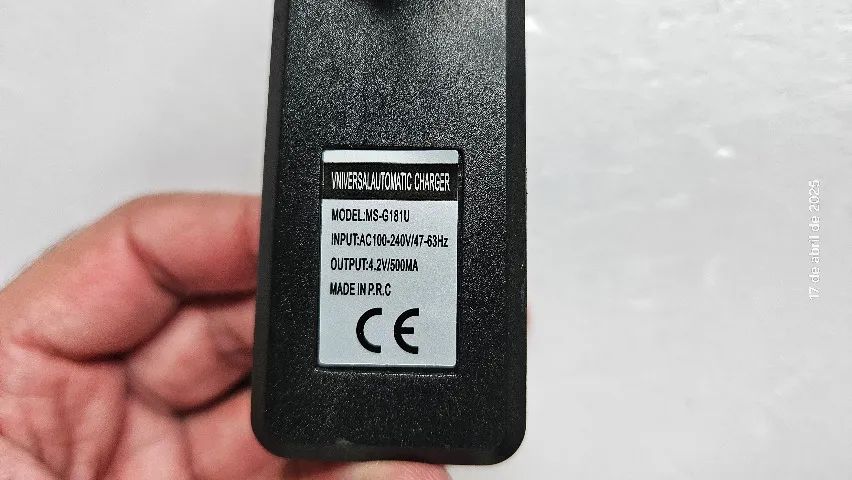 VNIVERSALAUTOMATIC CHARGER
MODEL:MS-G181U
INPUT:AC100-240V/47-63Hz
OUTPUT:4.2V/500MA
MADE IN P.R.C
CE
17 de abril de 2025